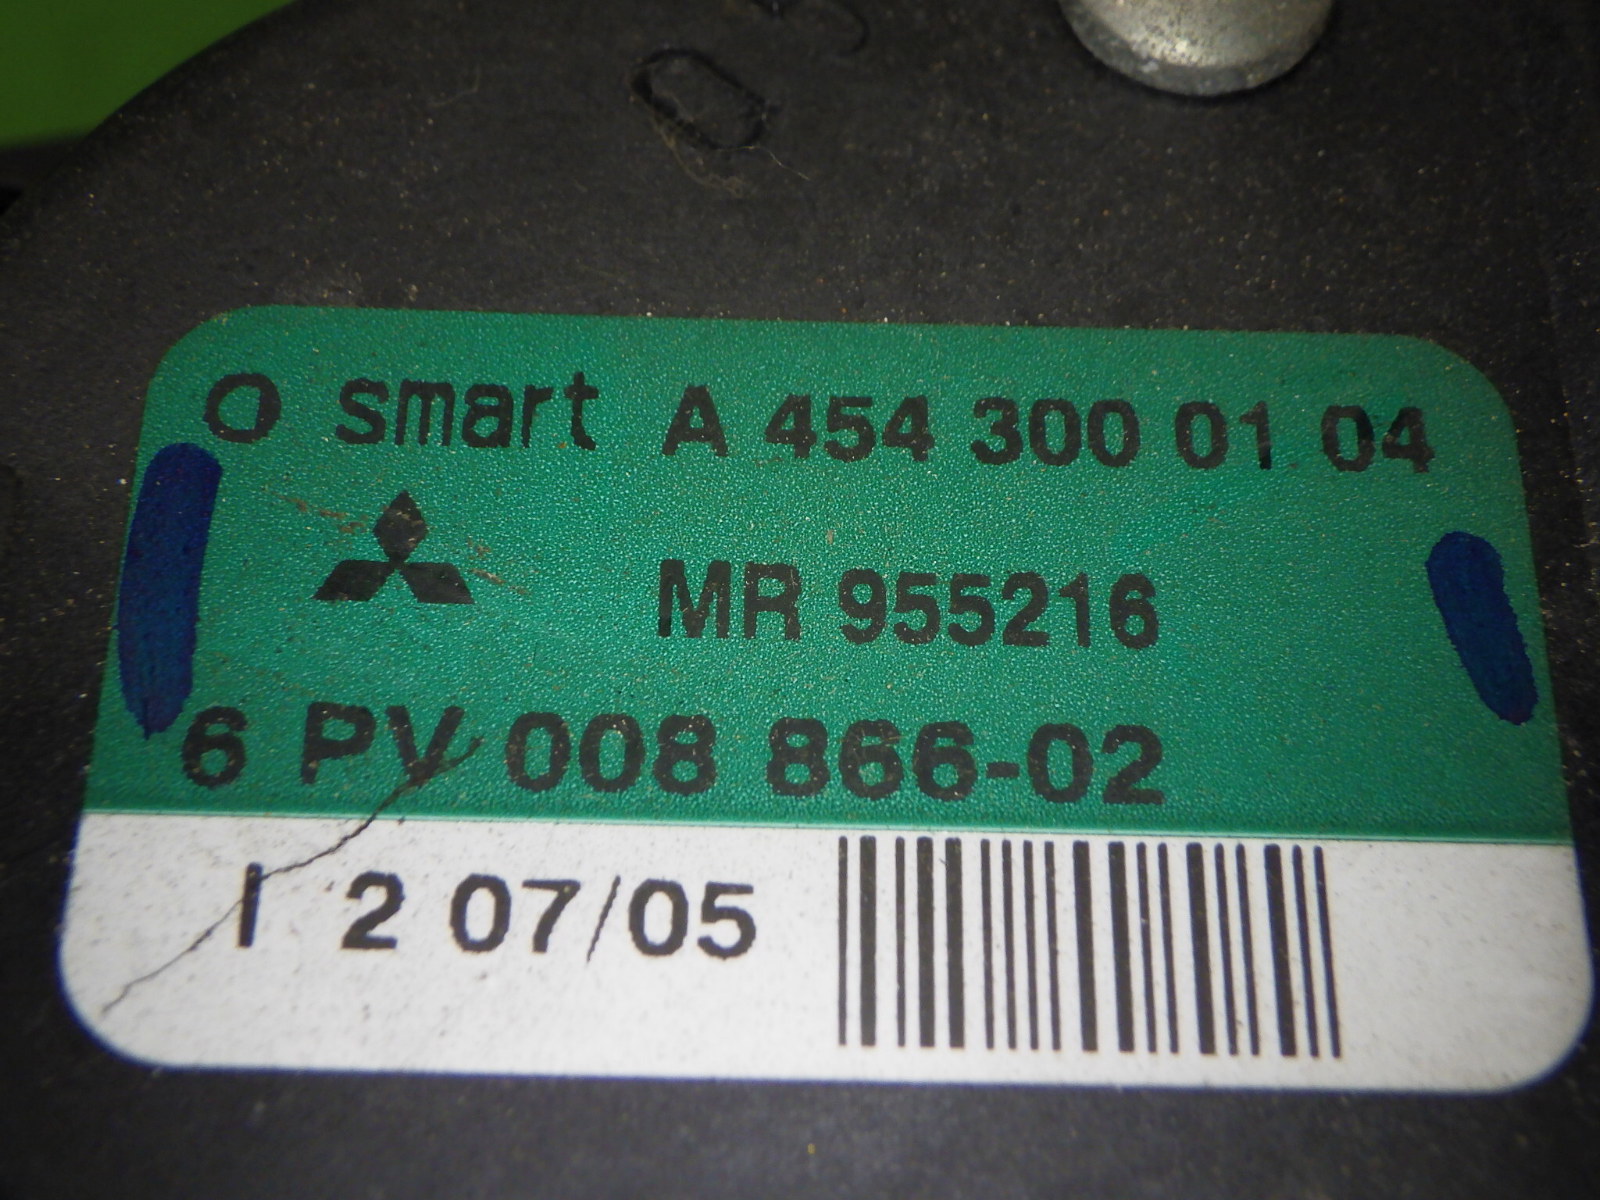 O smart A 454 300 01 04
MR 955216
6 PV 008 866-02
I 2 07/05